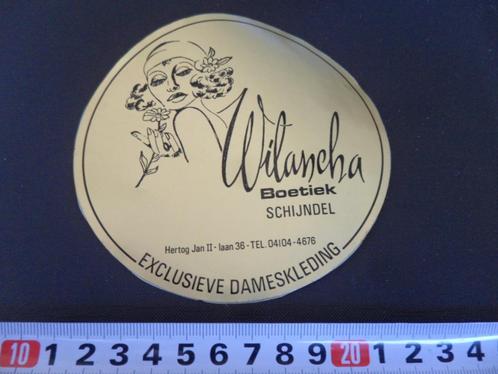 Wilancha
Boetiek
SCHIJNDEL
Hertog Jan II - laan 36 - TEL. 04104 - 4676
EXCLUSIEVE DAMESKLEDING
10 1 2 3 4 5 6 7 8 9 20 1 2 3 4